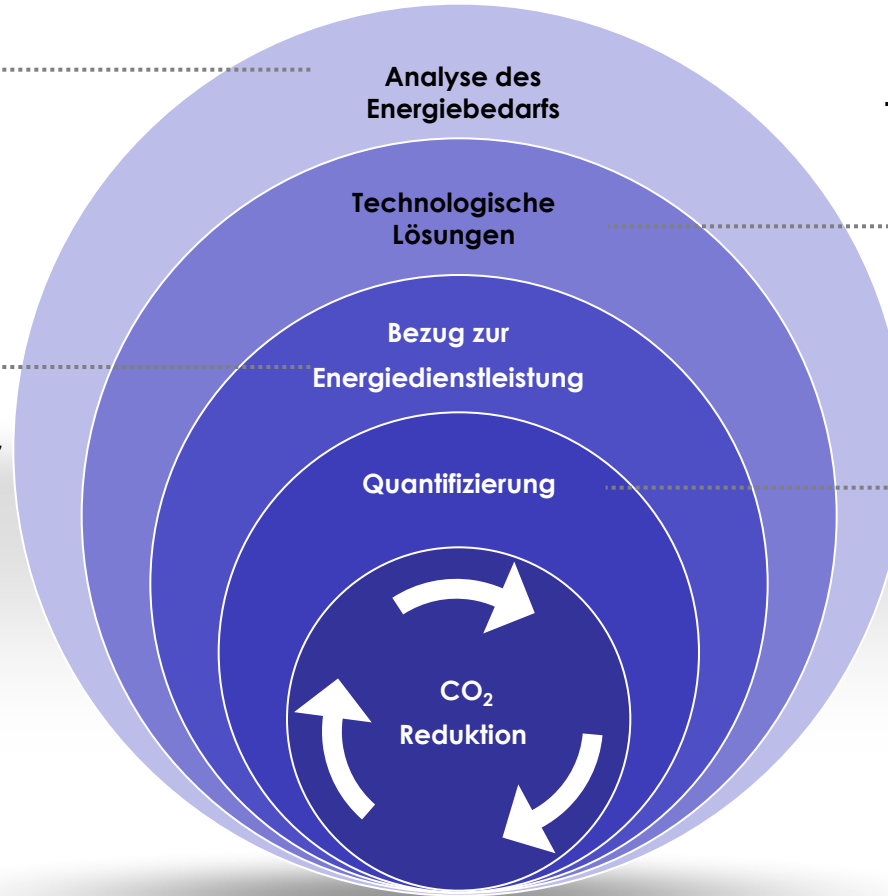 Analyse des
Energiebedarfs
Technologische
Lösungen
Bezug zur
Energiedienstleistung
Quantifizierung
CO₂
Reduktion